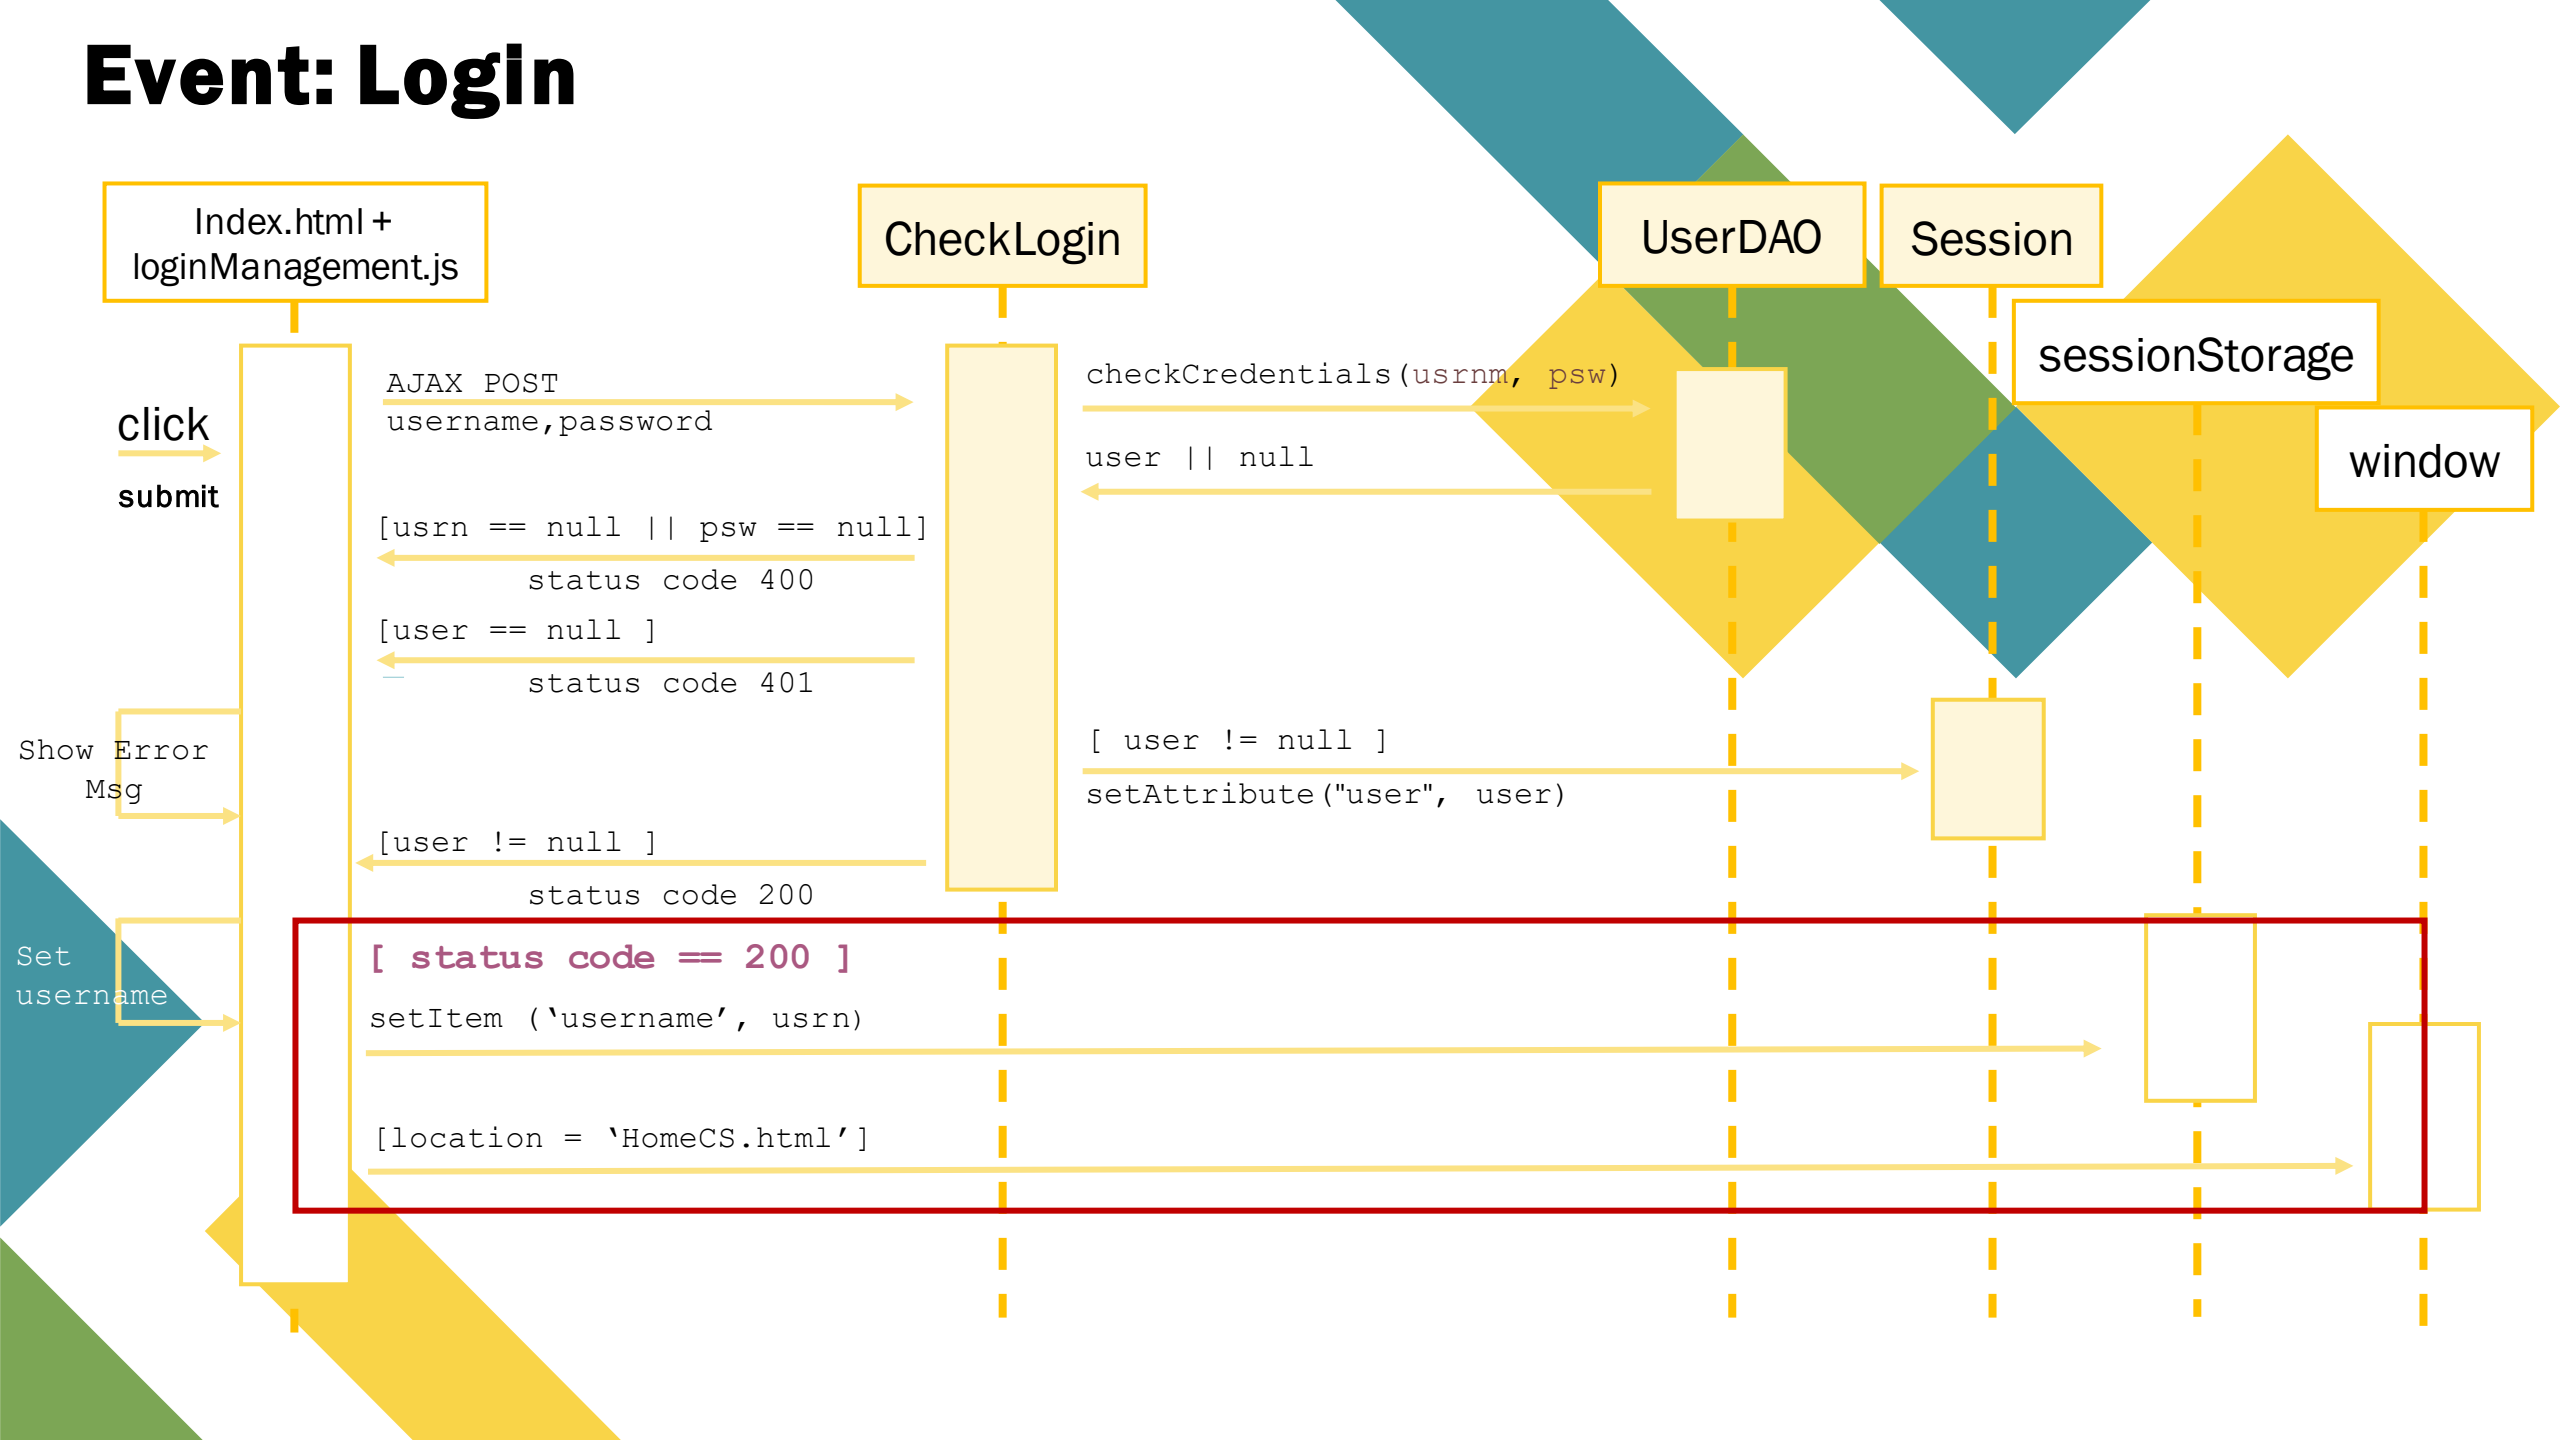 Event: Login
Index.html +
loginManagement.js
CheckLogin
UserDAO
Session
sessionStorage
window
click
submit
AJAX POST
username,password
checkCredentials(usrnm, psw)
user || null
[usrn == null || psw == null]
status code 400
[user == null ]
status code 401
Show Error
Msg
[ user != null ]
setAttribute("user", user)
[user != null ]
status code 200
Set
username
[ status code == 200 ]
setItem (‘username’, usrn)
[location = ‘HomeCS.html’]